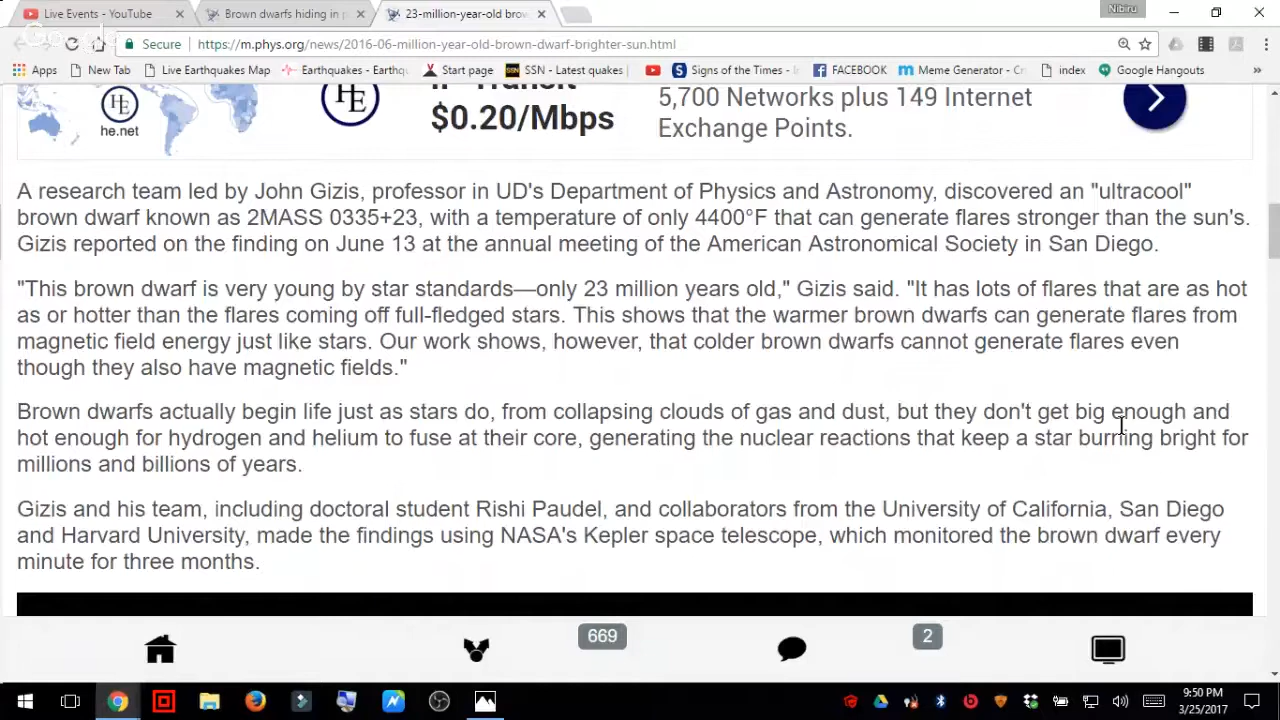 Live Events - YouTube
Brown dwarfs hiding in p
23-million-year-old brow
Nibiru
Secure
https://m.phys.org/news/2016-06-million-year-old-brown-dwarf-brighter-sun.html
Apps
New Tab
Live Earthquakes Map
Earthquakes - Earthqu
Start page
SSN - Latest quakes
Signs of the Times -
FACEBOOK
Meme Generator - Cr
index
Google Hangouts
»
HE
he.net
HE
IP Transit
$0.20/Mbps
5,700 Networks plus 149 Internet
Exchange Points.
A research team led by John Gizis, professor in UD's Department of Physics and Astronomy, discovered an "ultracool"
brown dwarf known as 2MASS 0335+23, with a temperature of only 4400°F that can generate flares stronger than the sun's.
Gizis reported on the finding on June 13 at the annual meeting of the American Astronomical Society in San Diego.
"This brown dwarf is very young by star standards—only 23 million years old," Gizis said. "It has lots of flares that are as hot
as or hotter than the flares coming off full-fledged stars. This shows that the warmer brown dwarfs can generate flares from
magnetic field energy just like stars. Our work shows, however, that colder brown dwarfs cannot generate flares even
though they also have magnetic fields."
Brown dwarfs actually begin life just as stars do, from collapsing clouds of gas and dust, but they don't get big enough and
hot enough for hydrogen and helium to fuse at their core, generating the nuclear reactions that keep a star burning bright for
millions and billions of years.
Gizis and his team, including doctoral student Rishi Paudel, and collaborators from the University of California, San Diego
and Harvard University, made the findings using NASA's Kepler space telescope, which monitored the brown dwarf every
minute for three months.
669
2
9:50 PM
3/25/2017